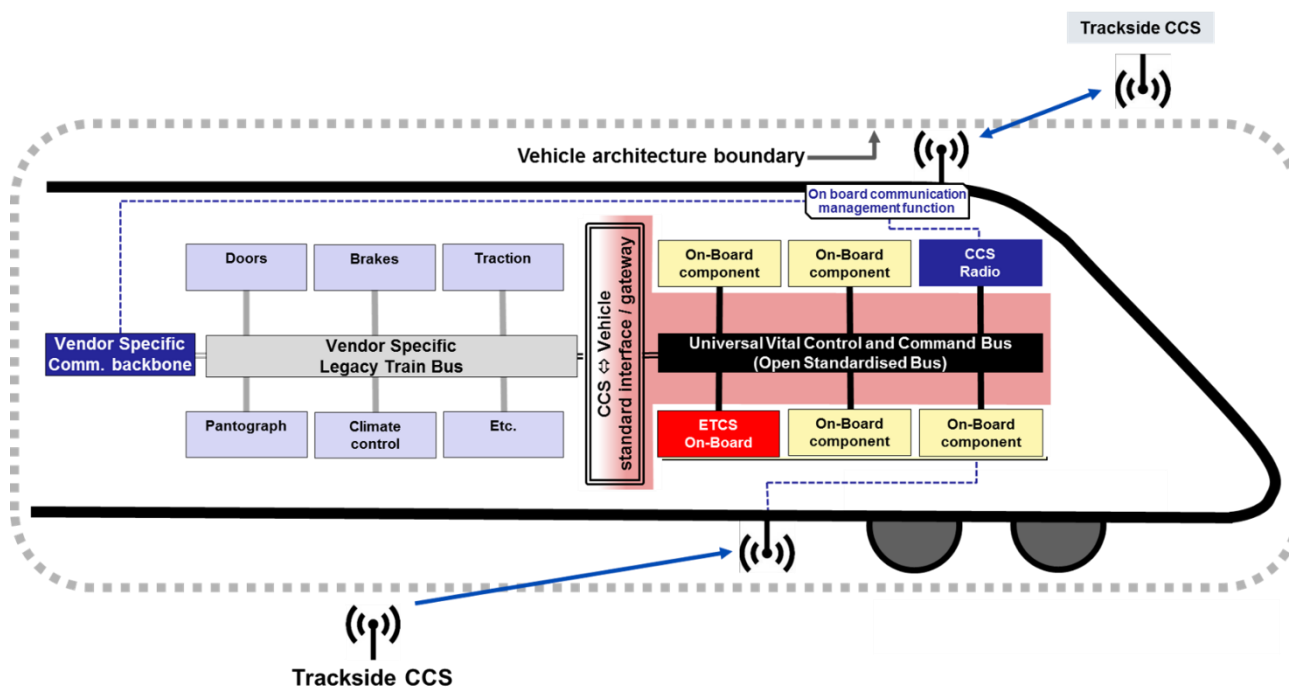 Trackside CCS
Vehicle architecture boundary
On board communication
management function
Doors
Brakes
Traction
On-Board
component
On-Board
component
CCS
Radio
Vendor Specific
Comm. backbone
Vendor Specific
Legacy Train Bus
CCS ⇔ Vehicle
standard interface / gateway
Universal Vital Control and Command Bus
(Open Standardised Bus)
Pantograph
Climate
control
Etc.
ETCS
On-Board
On-Board
component
On-Board
component
Trackside CCS